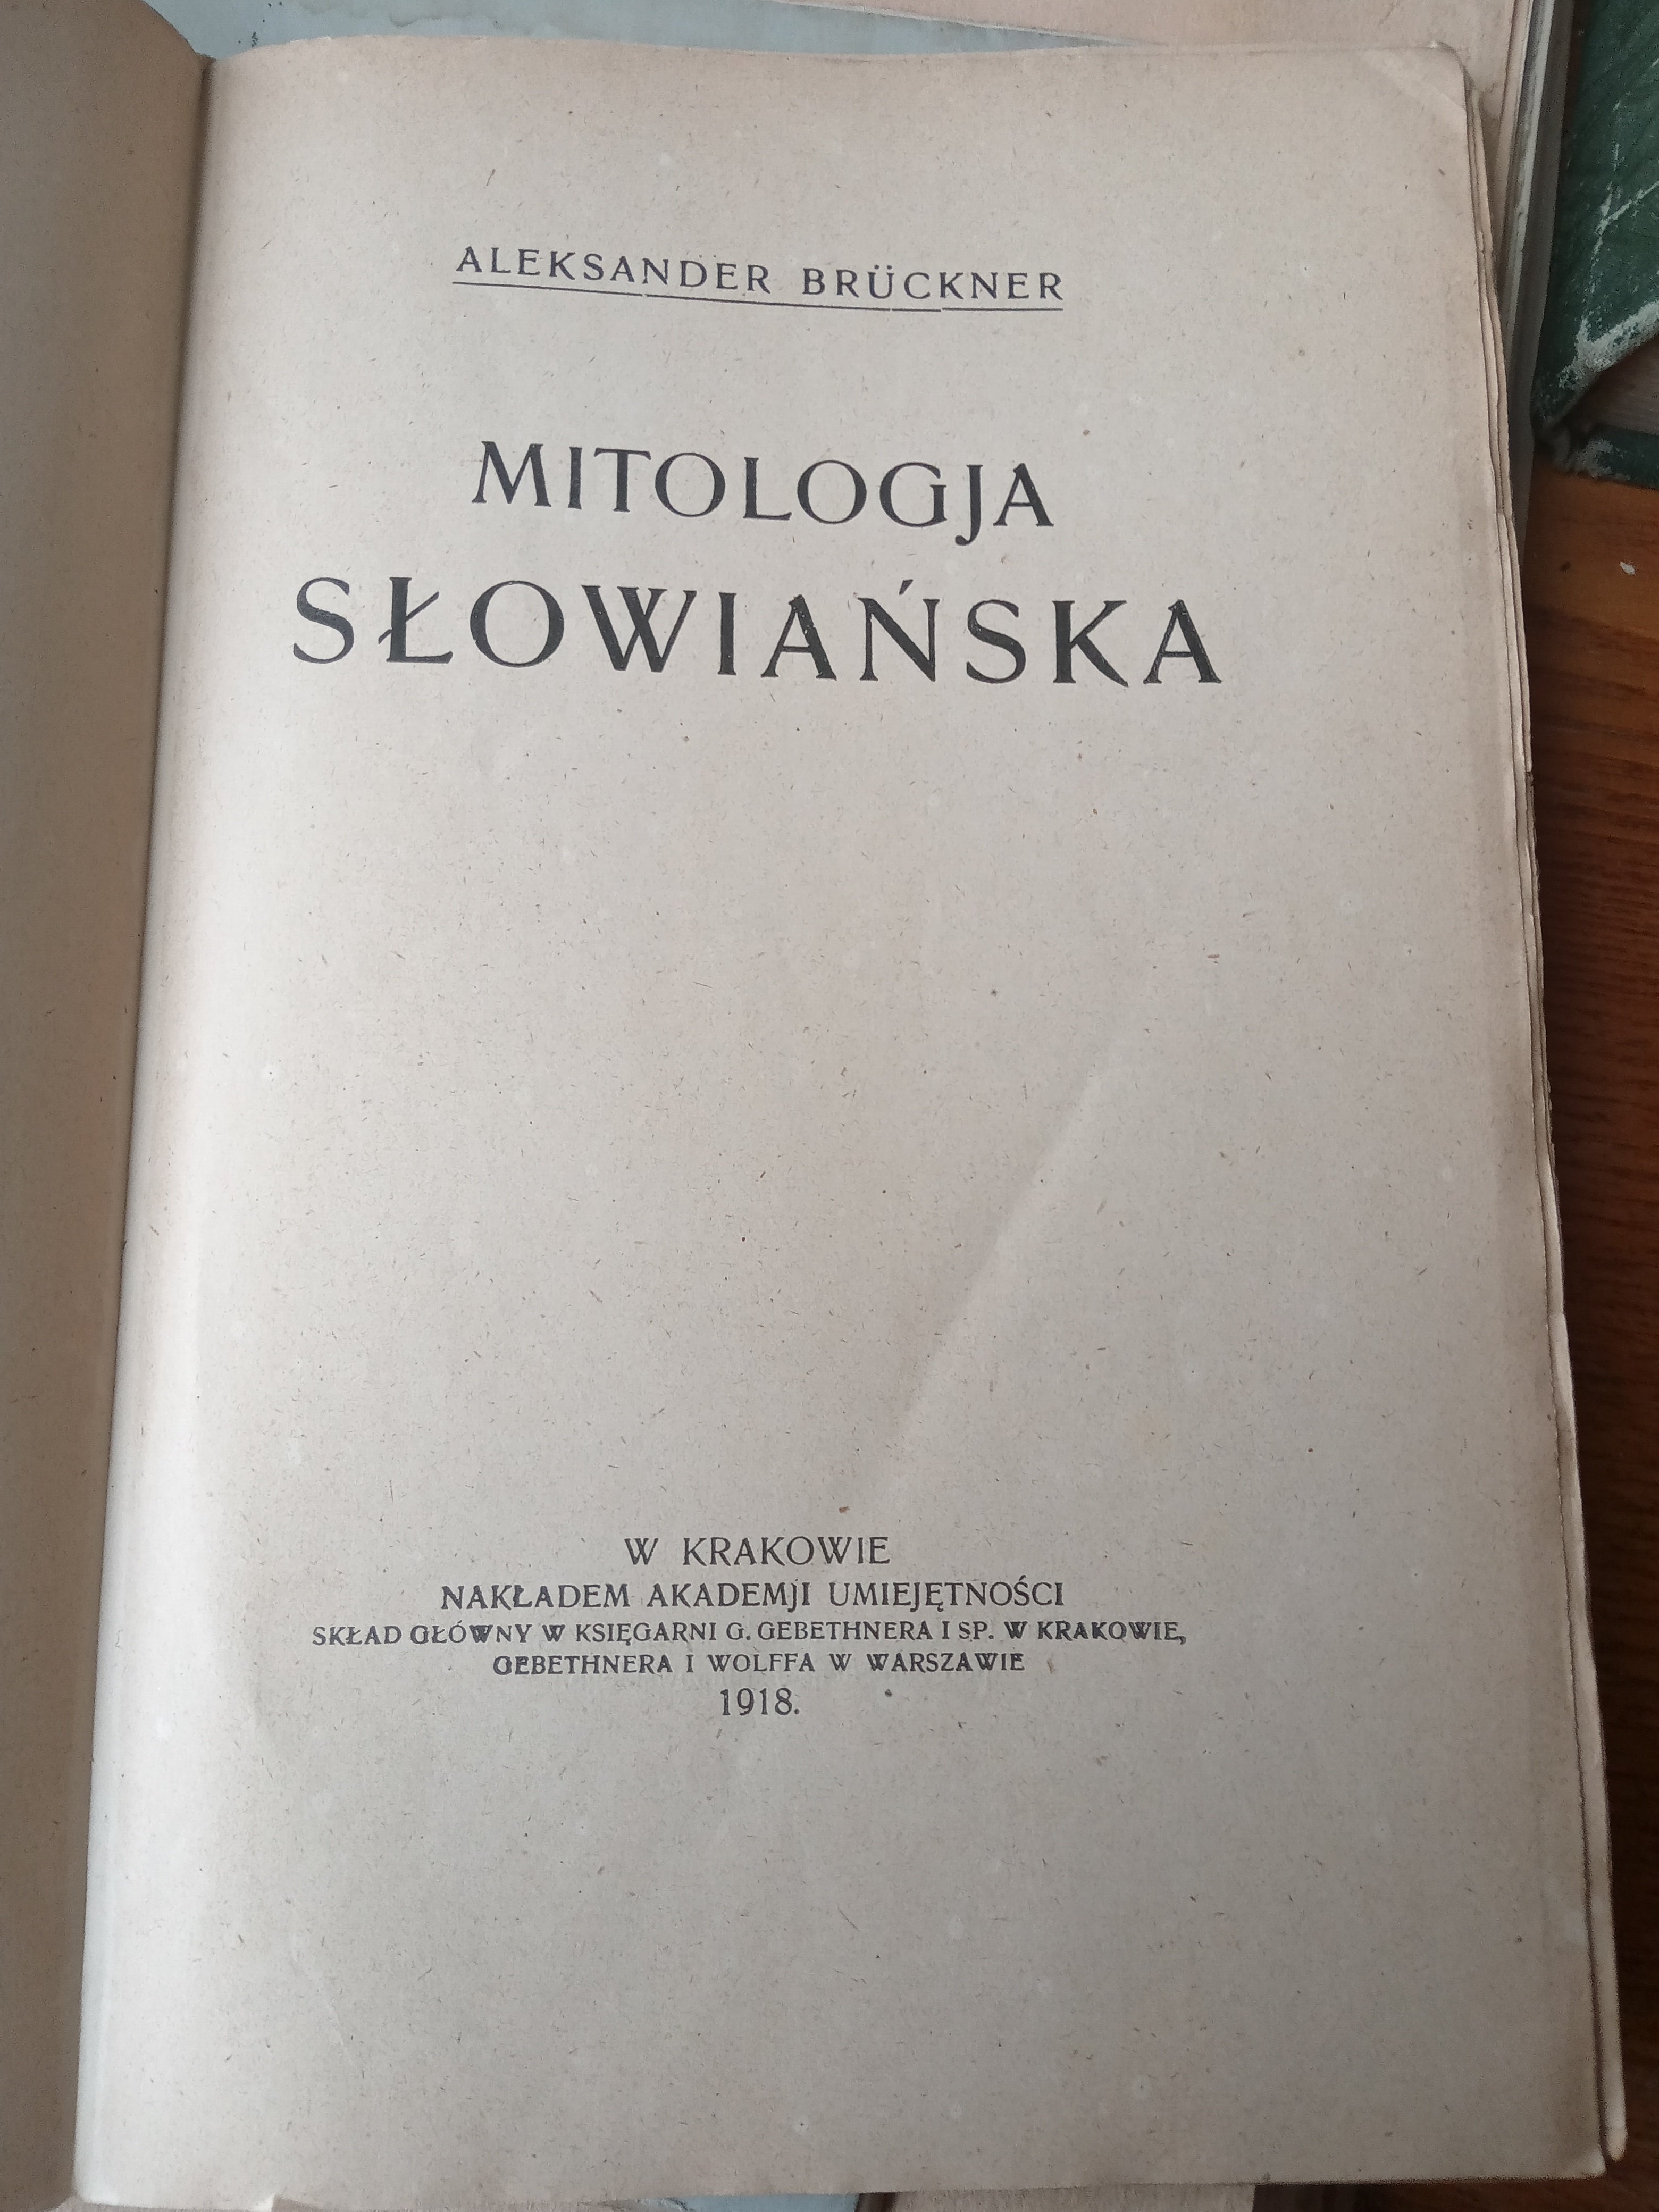 ALEKSANDER BRÜCKNER
MITOLOGJA
SŁOWIAŃSKA
W KRAKOWIE
NAKŁADEM AKADEMJI UMIEJĘTNOŚCI
SKŁAD GŁÓWNY W KSIĘGARNI G. GEBETHNERA I SP. W KRAKOWIE,
GEBETHNERA I WOLFFA W WARSZAWIE
1918.